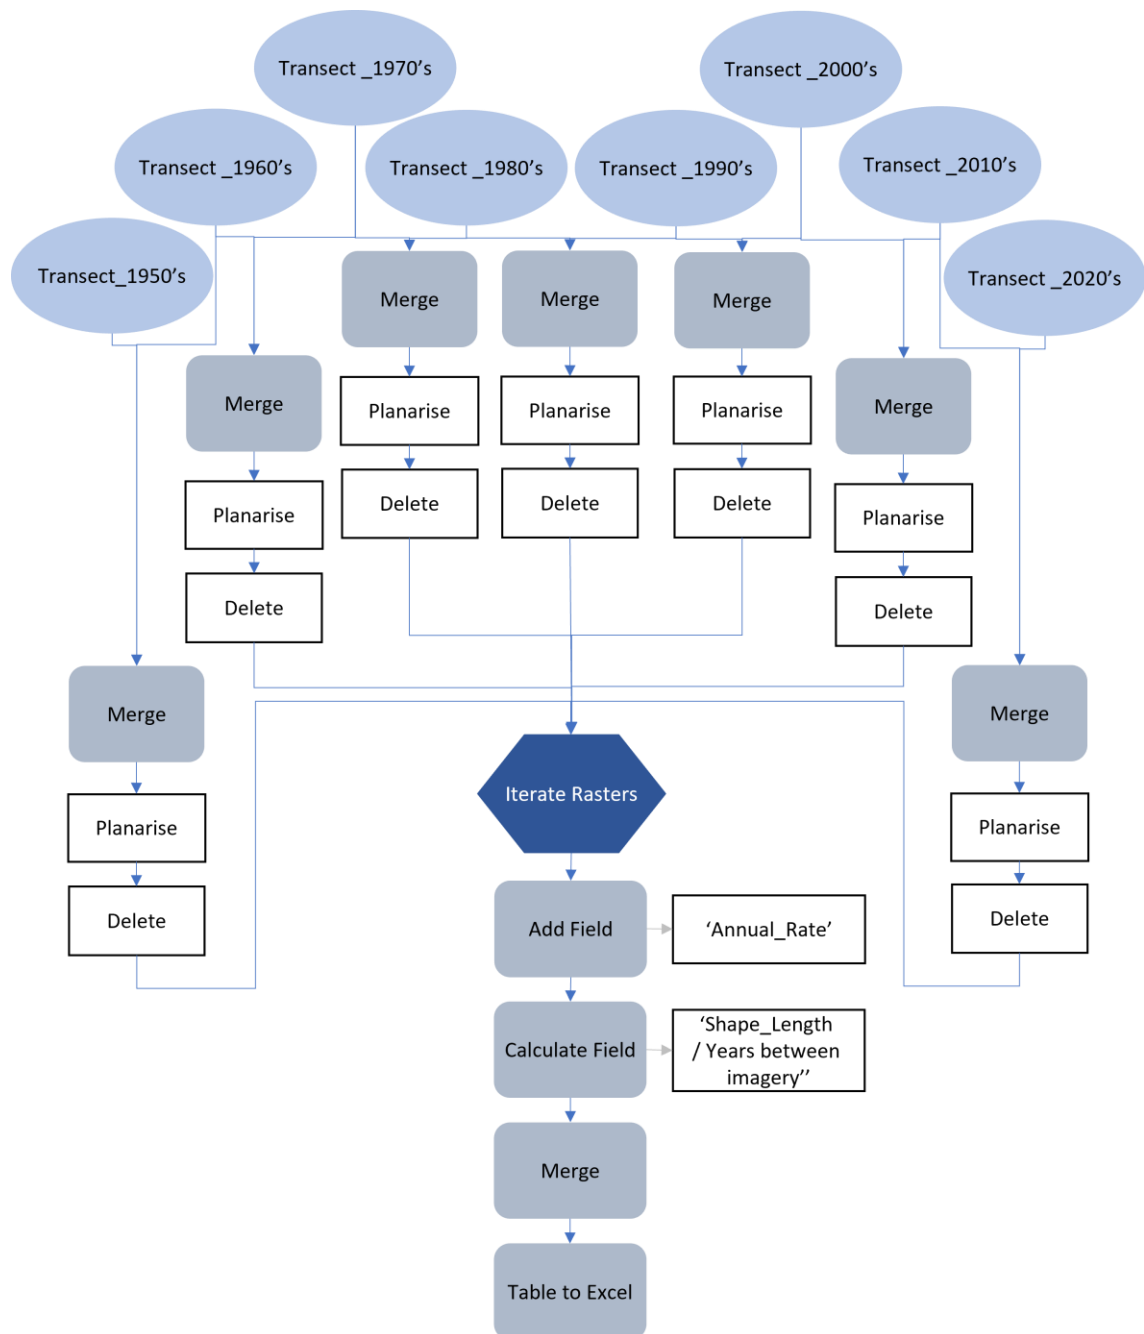 Transect _1970's
Transect _2000's
Transect _1960's
Transect _1980's
Transect _1990's
Transect _2010's
Transect_1950's
Transect _2020's
Merge
Merge
Merge
Merge
Merge
Planarise
Planarise
Planarise
Delete
Delete
Delete
Planarise
Planarise
Delete
Delete
Merge
Merge
Iterate Rasters
Planarise
Planarise
Delete
Delete
Add Field
‘Annual_Rate’
Calculate Field
‘Shape_Length
/ Years between
imagery’’
Merge
Table to Excel